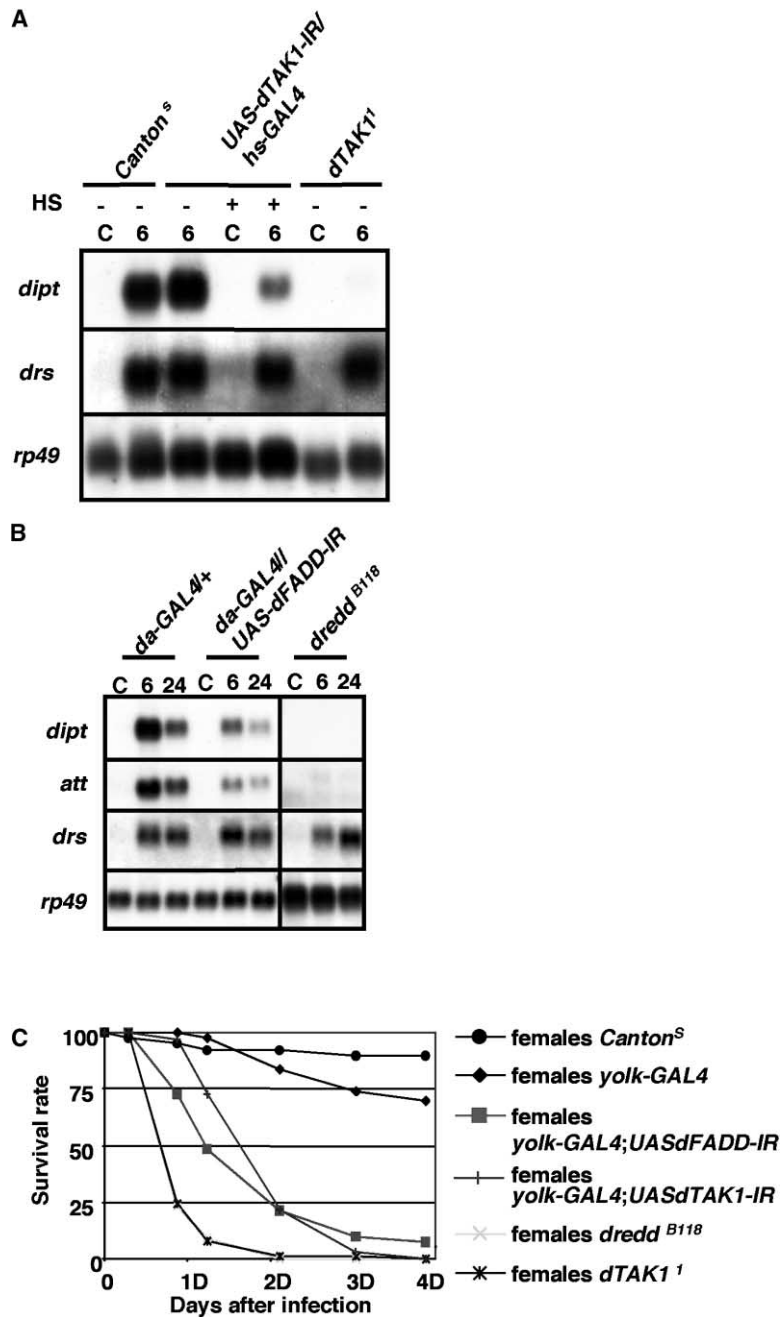 A
Canton S
UAS-dTAK1-IR/
hs-GAL4
dTAK1¹
HS - - - + + - -
C 6 6 C 6 C 6
dipt
drs
rp49
B
da-GAL4/+
da-GAL4//
UAS-dFADD-IR
dredd B118
C 6 24 C 6 24 C 6 24
dipt
att
drs
rp49
C
Survival rate
100
75
50
25
0
0 1D 2D 3D 4D
Days after infection
females Canton S
females yolk-GAL4
females
yolk-GAL4;UASdFADD-IR
females
yolk-GAL4;UASdTAK1-IR
females dredd B118
females dTAK1 ¹